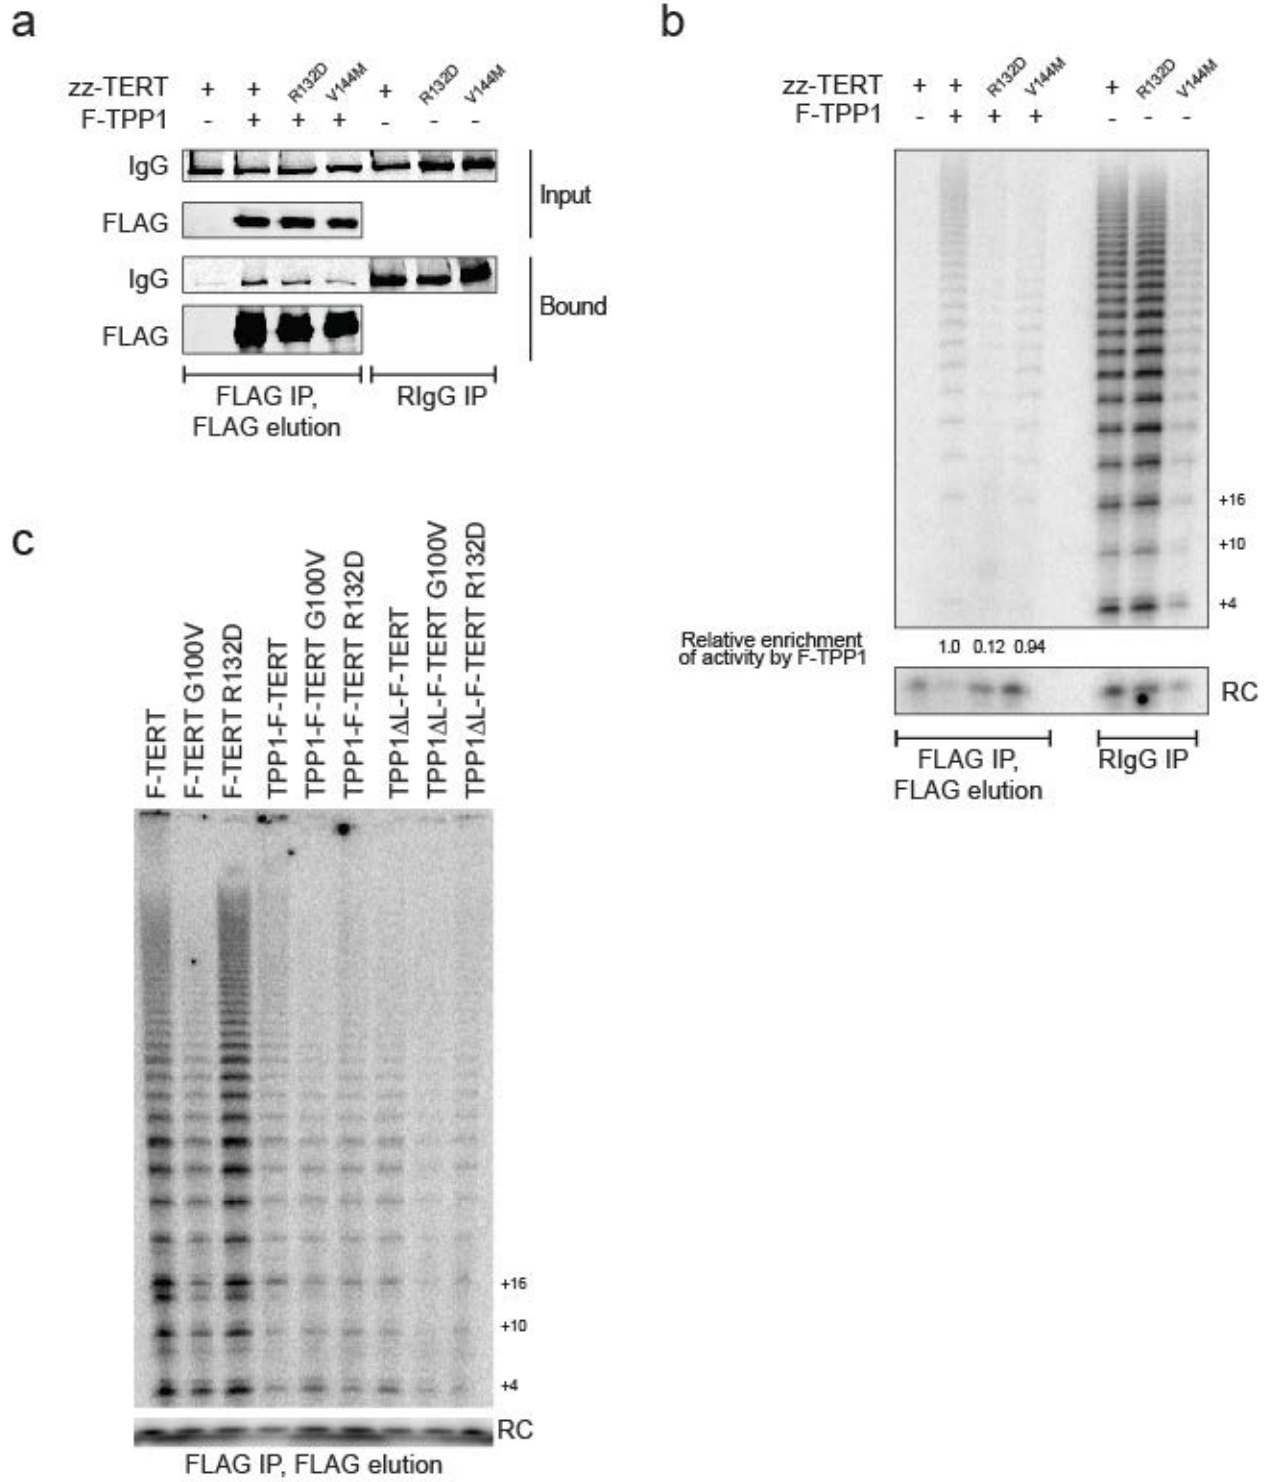 a
zz-TERT + + R132D V144M + R132D V144M
F-TPP1 - + + + - - -
IgG
FLAG
Input
IgG
FLAG
Bound
FLAG IP,
FLAG elution
RIgG IP
b
zz-TERT + + R132D V144M + R132D V144M
F-TPP1 - + + + - - -
+16
+10
+4
Relative enrichment
of activity by F-TPP1
1.0 0.12 0.94
RC
FLAG IP,
FLAG elution
RIgG IP
c
F-TERT
F-TERT G100V
F-TERT R132D
TPP1-F-TERT
TPP1-F-TERT G100V
TPP1-F-TERT R132D
TPP1ΔL-F-TERT
TPP1ΔL-F-TERT G100V
TPP1ΔL-F-TERT R132D
+16
+10
+4
RC
FLAG IP, FLAG elution